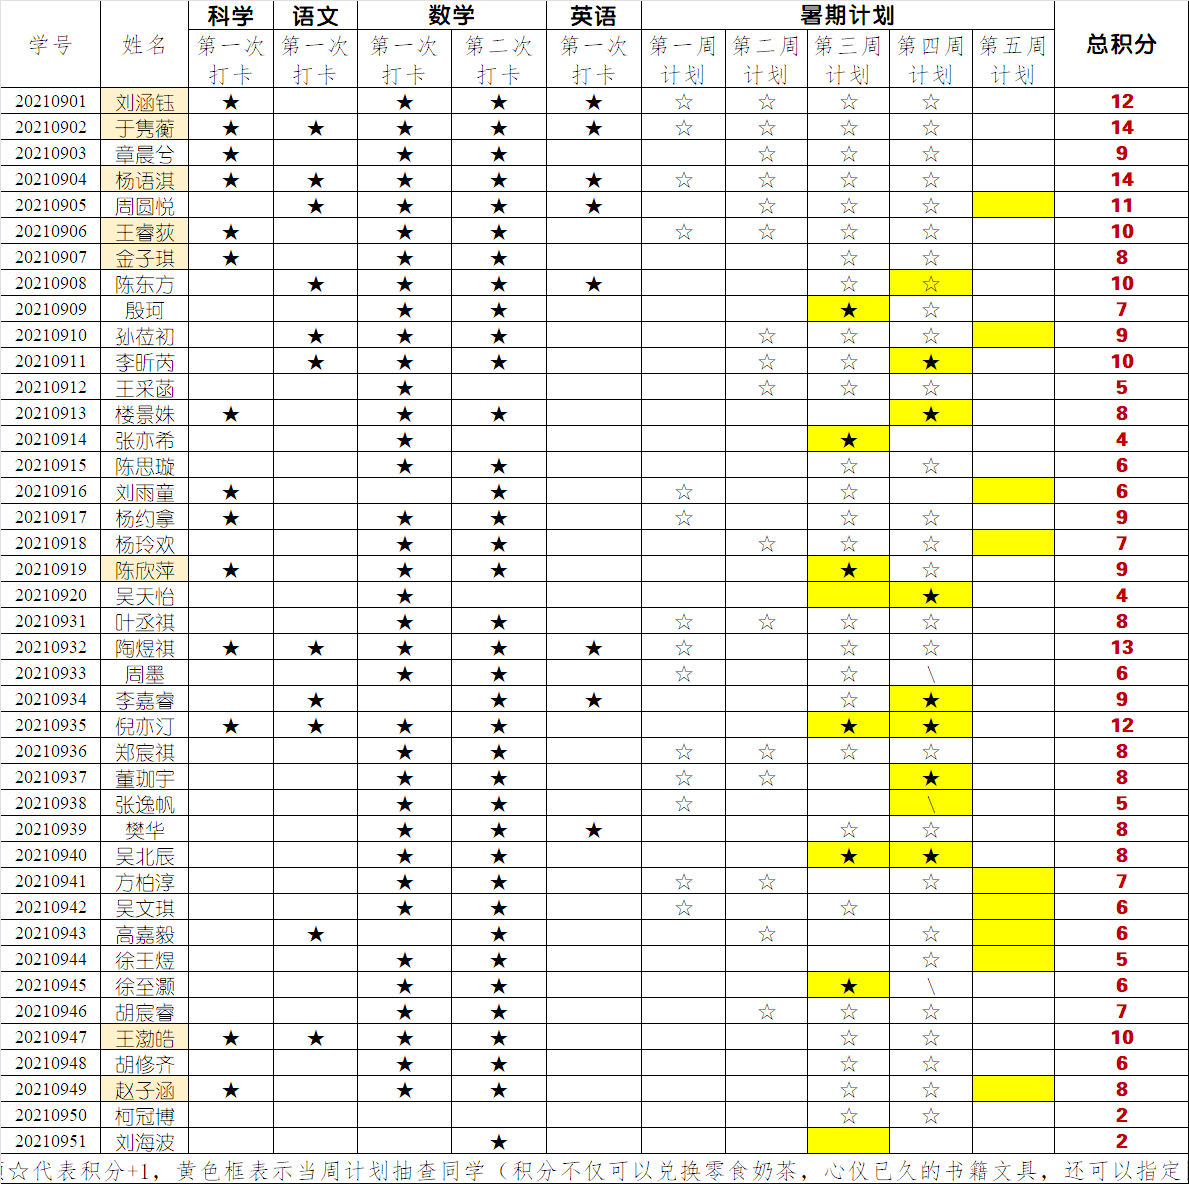 学号 姓名 科学 语文 数学 英语 暑期计划 总积分
第一次打卡 第一次打卡 第一次打卡 第二次打卡 第一次打卡 第一周计划 第二周计划 第三周计划 第四周计划 第五周计划
20210901 刘涵钰 ★ ★ ★ ★ ☆ ☆ ☆ ☆ 12
20210902 于隽蘅 ★ ★ ★ ★ ★ ☆ ☆ ☆ ☆ 14
20210903 章晨兮 ★ ★ ★ ☆ ☆ ☆ 9
20210904 杨语淇 ★ ★ ★ ★ ★ ☆ ☆ ☆ ☆ 14
20210905 周圆悦 ★ ★ ★ ★ ☆ ☆ ☆ 11
20210906 王睿荻 ★ ★ ★ ☆ ☆ ☆ ☆ 10
20210907 金子琪 ★ ★ ★ ☆ ☆ 8
20210908 陈东方 ★ ★ ★ ★ ☆ ☆ 10
20210909 殷珂 ★ ★ ★ ☆ 7
20210910 孙莅初 ★ ★ ★ ☆ ☆ ☆ 9
20210911 李昕芮 ★ ★ ★ ☆ ☆ ★ 10
20210912 王采菡 ★ ☆ ☆ ☆ 5
20210913 楼景姝 ★ ★ ★ ★ 8
20210914 张亦希 ★ ★ 4
20210915 陈思璇 ★ ★ ☆ ☆ 6
20210916 刘雨童 ★ ★ ☆ ☆ 6
20210917 杨约拿 ★ ★ ★ ☆ ☆ ☆ 9
20210918 杨玲欢 ★ ★ ☆ ☆ ☆ 7
20210919 陈欣萍 ★ ★ ★ ★ ☆ 9
20210920 吴天怡 ★ ★ 4
20210931 叶丞祺 ★ ★ ☆ ☆ ☆ ☆ 8
20210932 陶煜祺 ★ ★ ★ ★ ★ ☆ ☆ ☆ 13
20210933 周墨 ★ ★ ☆ ☆ \ 6
20210934 李嘉睿 ★ ★ ★ ☆ ★ 9
20210935 倪亦汀 ★ ★ ★ ★ ★ ★ 12
20210936 郑宸祺 ★ ★ ☆ ☆ ☆ ☆ 8
20210937 董珈宇 ★ ★ ☆ ☆ ★ 8
20210938 张逸帆 ★ ★ ☆ \ 5
20210939 樊华 ★ ★ ★ ☆ ☆ 8
20210940 吴北辰 ★ ★ ★ ★ 8
20210941 方柏淳 ★ ★ ☆ ☆ ☆ 7
20210942 吴文琪 ★ ★ ☆ ☆ 6
20210943 高嘉毅 ★ ★ ☆ ☆ 6
20210944 徐王煜 ★ ★ ☆ 5
20210945 徐至灏 ★ ★ ★ \ 6
20210946 胡宸睿 ★ ★ ☆ ☆ ☆ 7
20210947 王渤皓 ★ ★ ★ ★ ☆ ☆ 10
20210948 胡修齐 ★ ★ ☆ ☆ 6
20210949 赵子涵 ★ ★ ★ ☆ ☆ 8
20210950 柯冠博 ☆ ☆ 2
20210951 刘海波 ★ 2
☆代表积分+1，黄色框表示当周计划抽查同学（积分不仅可以兑换零食奶茶，心仪已久的书籍文具，还可以指定